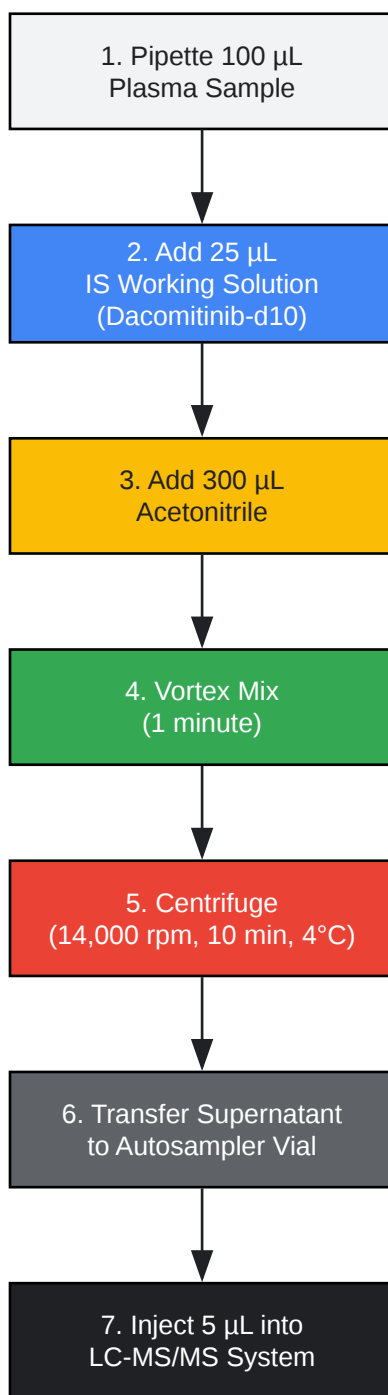 1. Pipette 100 µL
Plasma Sample
2. Add 25 µL
IS Working Solution
(Dacomitinib-d10)
3. Add 300 µL
Acetonitrile
4. Vortex Mix
(1 minute)
5. Centrifuge
(14,000 rpm, 10 min, 4°C)
6. Transfer Supernatant
to Autosampler Vial
7. Inject 5 µL into
LC-MS/MS System